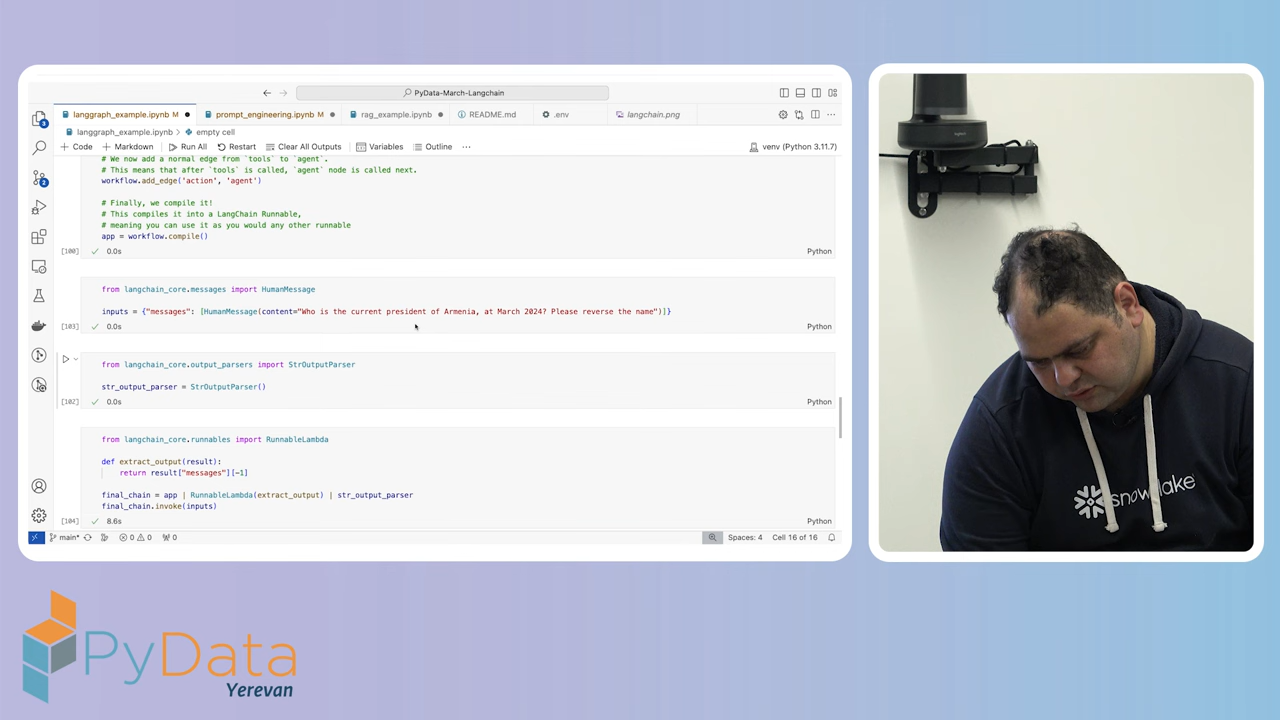 PyData-March-Langchain
langgraph_example.ipynb M
prompt_engineering.ipynb M
rag_example.ipynb
README.md
.env
langchain.png
langgraph_example.ipynb > empty cell
+ Code + Markdown Run All Restart Clear All Outputs Variables Outline ... venv (Python 3.11.7)
# We now add a normal edge from `tools` to `agent`.
# This means that after `tools` is called, `agent` node is called next.
workflow.add_edge('action', 'agent')
# Finally, we compile it!
# This compiles it into a LangChain Runnable,
# meaning you can use it as you would any other runnable
app = workflow.compile()
[100] 0.0s Python
from langchain_core.messages import HumanMessage
inputs = {"messages": [HumanMessage(content="Who is the current president of Armenia, at March 2024? Please reverse the name")]}
[103] 0.0s Python
from langchain_core.output_parsers import StrOutputParser
str_output_parser = StrOutputParser()
[102] 0.0s Python
from langchain_core.runnables import RunnableLambda
def extract_output(result):
return result["messages"][-1]
final_chain = app | RunnableLambda(extract_output) | str_output_parser
final_chain.invoke(inputs)
[104] 8.6s Python
main* 0 0 0 Spaces: 4 Cell 16 of 16
snowflake
PyData
Yerevan